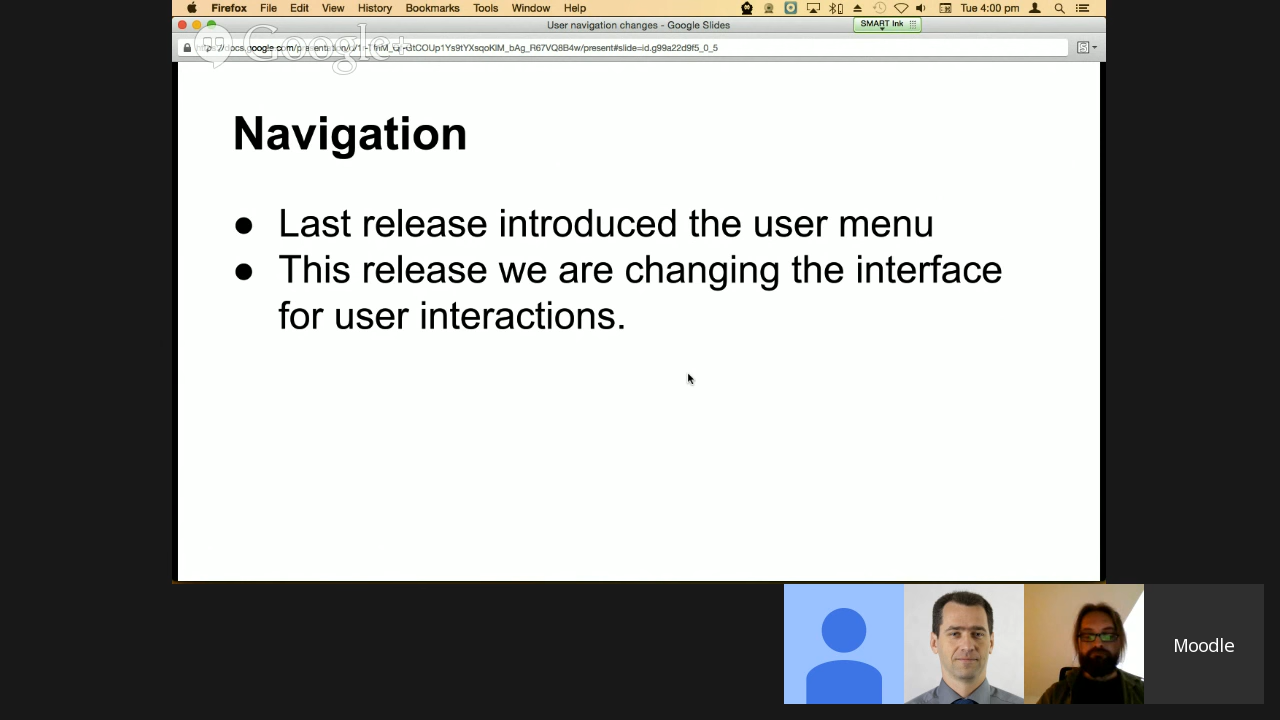 Firefox File Edit View History Bookmarks Tools Window Help Tue 4:00 pm
User navigation changes - Google Slides
SMART Ink
Google+
Navigation
● Last release introduced the user menu
● This release we are changing the interface
for user interactions.
Moodle